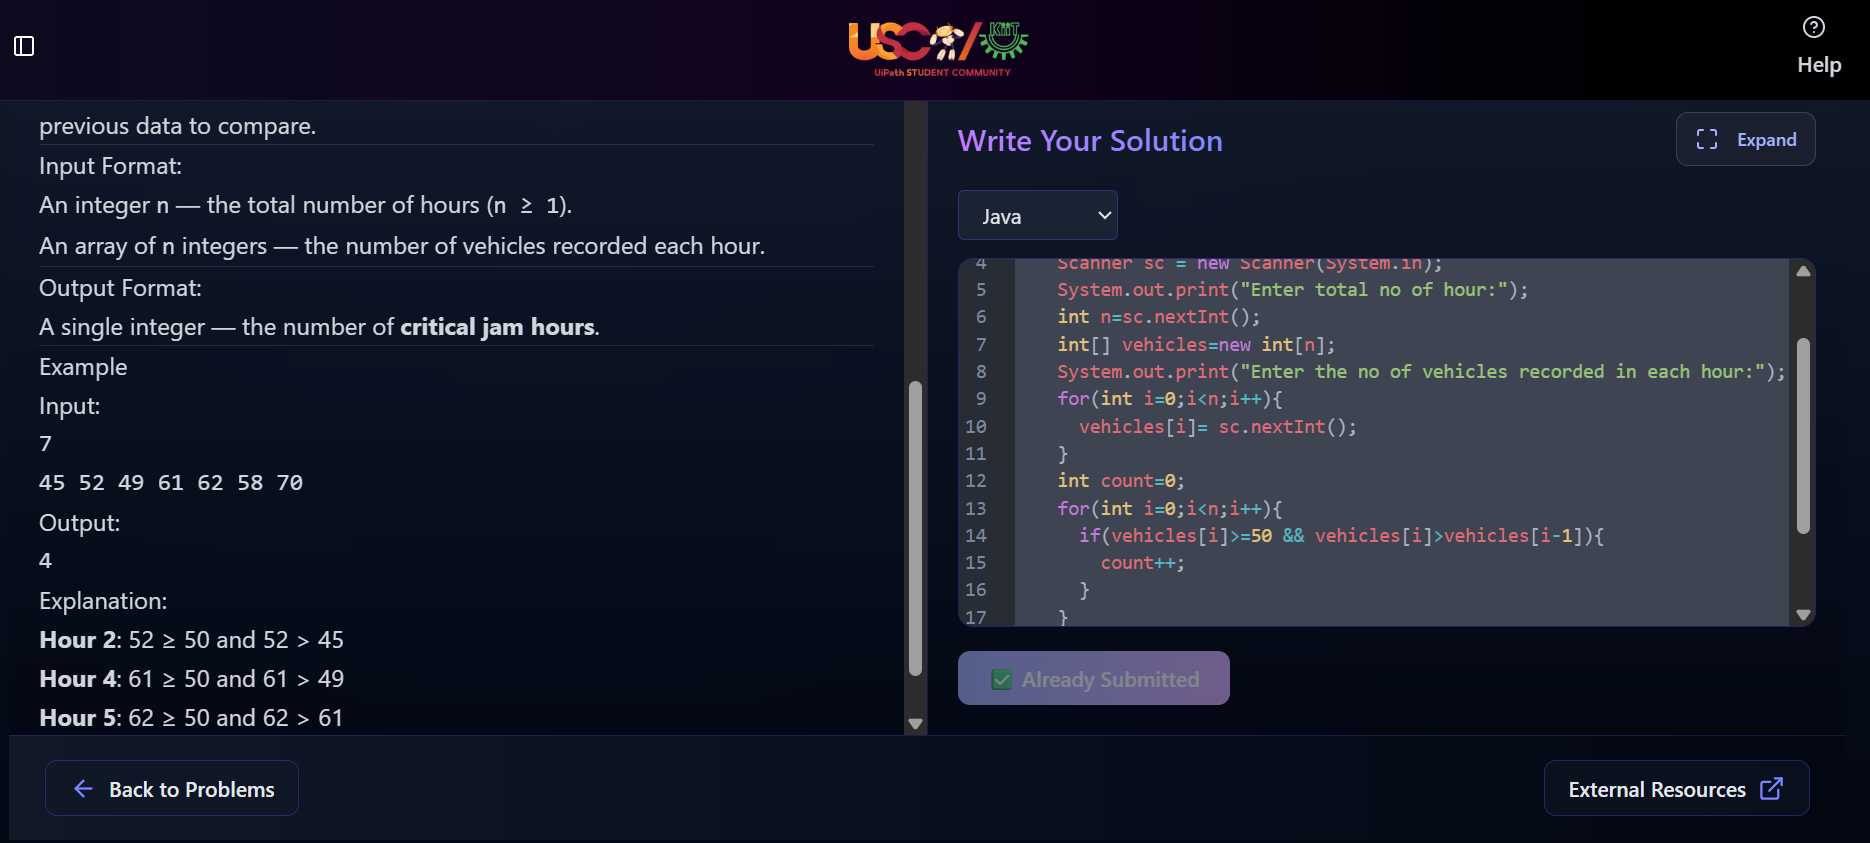 USC / KiiT
UiPath STUDENT COMMUNITY
Help
previous data to compare.
Input Format:
An integer n — the total number of hours (n ≥ 1).
An array of n integers — the number of vehicles recorded each hour.
Output Format:
A single integer — the number of critical jam hours.
Example
Input:
7
45 52 49 61 62 58 70
Output:
4
Explanation:
Hour 2: 52 ≥ 50 and 52 > 45
Hour 4: 61 ≥ 50 and 61 > 49
Hour 5: 62 ≥ 50 and 62 > 61
Write Your Solution
Expand
Java
4 Scanner sc = new Scanner(System.in);
5 System.out.print("Enter total no of hour:");
6 int n=sc.nextInt();
7 int[] vehicles=new int[n];
8 System.out.print("Enter the no of vehicles recorded in each hour:");
9 for(int i=0;i<n;i++){
10 vehicles[i]= sc.nextInt();
11 }
12 int count=0;
13 for(int i=0;i<n;i++){
14 if(vehicles[i]>=50 && vehicles[i]>vehicles[i-1]){
15 count++;
16 }
17 }
Already Submitted
Back to Problems
External Resources